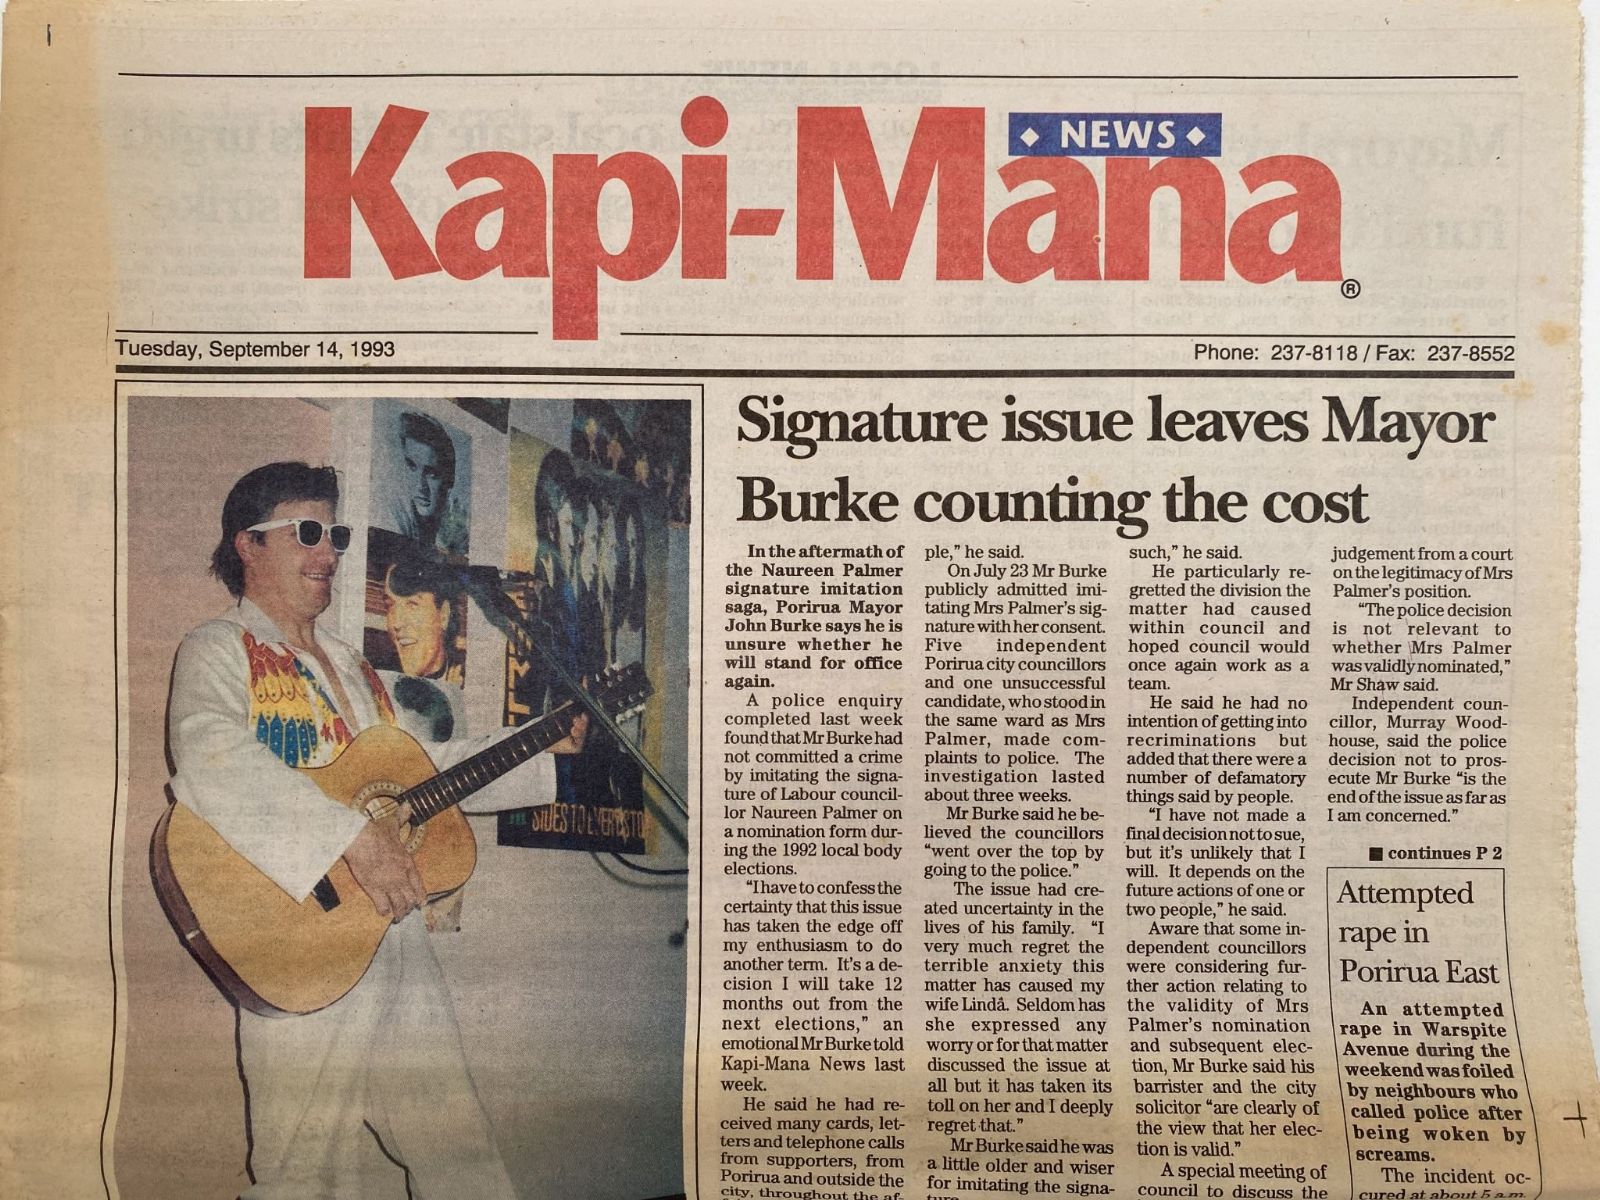 Kapi-Mana
NEWS
®
Tuesday, September 14, 1993
Phone: 237-8118 / Fax: 237-8552
Signature issue leaves Mayor
Burke counting the cost
In the aftermath of
the Naureen Palmer
signature imitation
saga, Porirua Mayor
John Burke says he is
unsure whether he
will stand for office
again.
A police enquiry
completed last week
found that Mr Burke had
not committed a crime
by imitating the signa-
ture of Labour council-
lor Naureen Palmer on
a nomination form dur-
ing the 1992 local body
elections.
“I have to confess the
certainty that this issue
has taken the edge off
my enthusiasm to do
another term. It’s a de-
cision I will take 12
months out from the
next elections,” an
emotional Mr Burke told
Kapi-Mana News last
week.
He said he had re-
ceived many cards, let-
ters and telephone calls
from supporters, from
Porirua and outside the
city, throughout the af-
ple,” he said.
On July 23 Mr Burke
publicly admitted imi-
tating Mrs Palmer’s sig-
nature with her consent.
Five independent
Porirua city councillors
and one unsuccessful
candidate, who stood in
the same ward as Mrs
Palmer, made com-
plaints to police. The
investigation lasted
about three weeks.
Mr Burke said he be-
lieved the councillors
“went over the top by
going to the police.”
The issue had cre-
ated uncertainty in the
lives of his family. “I
very much regret the
terrible anxiety this
matter has caused my
wife Linda. Seldom has
she expressed any
worry or for that matter
discussed the issue at
all but it has taken its
toll on her and I deeply
regret that.”
Mr Burke said he was
a little older and wiser
for imitating the signa-
ture.
such,” he said.
He particularly re-
gretted the division the
matter had caused
within council and
hoped council would
once again work as a
team.
He said he had no
intention of getting into
recriminations but
added that there were a
number of defamatory
things said by people.
“I have not made a
final decision not to sue,
but it’s unlikely that I
will. It depends on the
future actions of one or
two people,” he said.
Aware that some in-
dependent councillors
were considering fur-
ther action relating to
the validity of Mrs
Palmer’s nomination
and subsequent elec-
tion, Mr Burke said his
barrister and the city
solicitor “are clearly of
the view that her elec-
tion is valid.”
A special meeting of
council to discuss the
judgement from a court
on the legitimacy of Mrs
Palmer’s position.
“The police decision
is not relevant to
whether Mrs Palmer
was validly nominated,”
Mr Shaw said.
Independent coun-
cillor, Murray Wood-
house, said the police
decision not to pros-
ecute Mr Burke “is the
end of the issue as far as
I am concerned.”
■ continues P 2
Attempted
rape in
Porirua East
An attempted
rape in Warspite
Avenue during the
weekend was foiled
by neighbours who
called police after
being woken by
screams.
The incident oc-
cured at about 5 a.m.